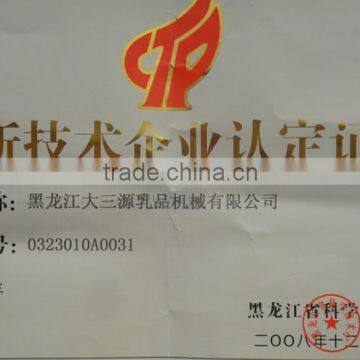 新技术企业认定证
trade.china.cn
称：黑龙江大三源乳品机械有限公司
号：0323010A0031
黑龙江省科学
二〇〇八年十二